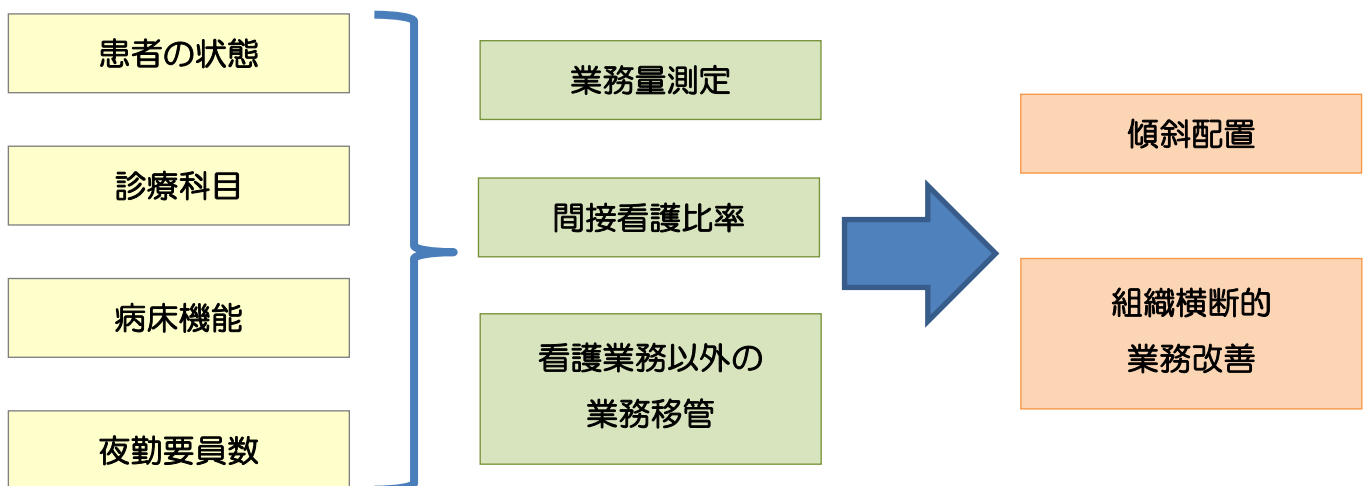 患者の状態
診療科目
病床機能
夜勤要員数
業務量測定
間接看護比率
看護業務以外の
業務移管
傾斜配置
組織横断的
業務改善